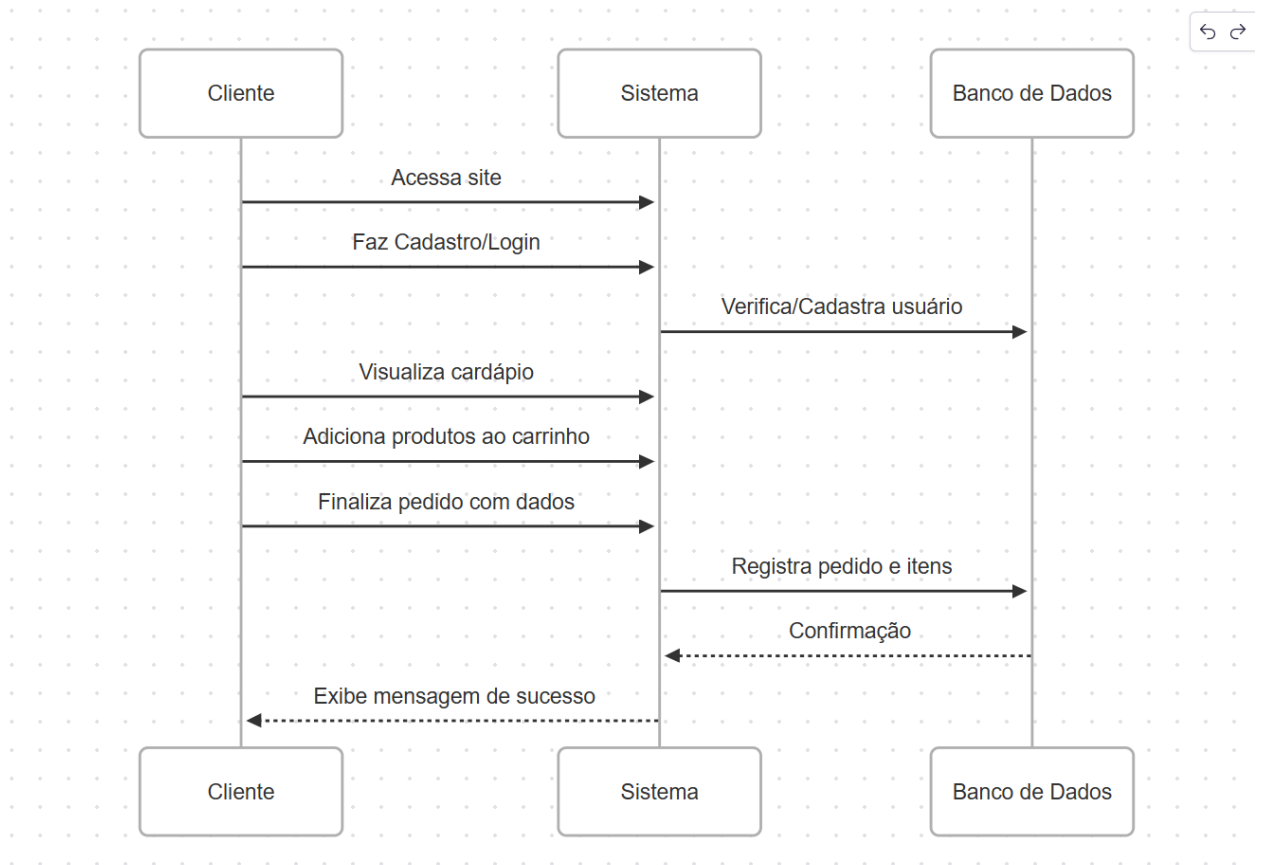 Cliente
Sistema
Banco de Dados
Acessa site
Faz Cadastro/Login
Verifica/Cadastra usuário
Visualiza cardápio
Adiciona produtos ao carrinho
Finaliza pedido com dados
Registra pedido e itens
Confirmação
Exibe mensagem de sucesso
Cliente
Sistema
Banco de Dados